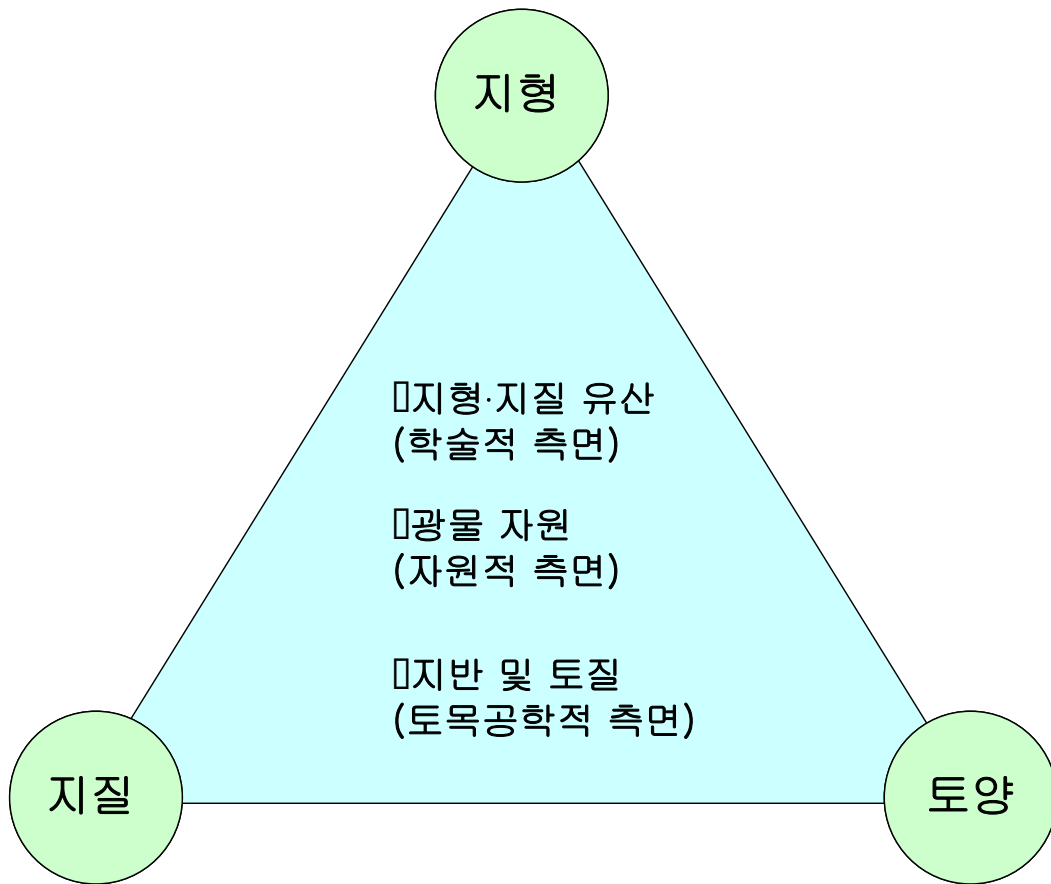 지형
▯지형·지질 유산
(학술적 측면)
▯광물 자원
(자원적 측면)
▯지반 및 토질
(토목공학적 측면)
지질
토양